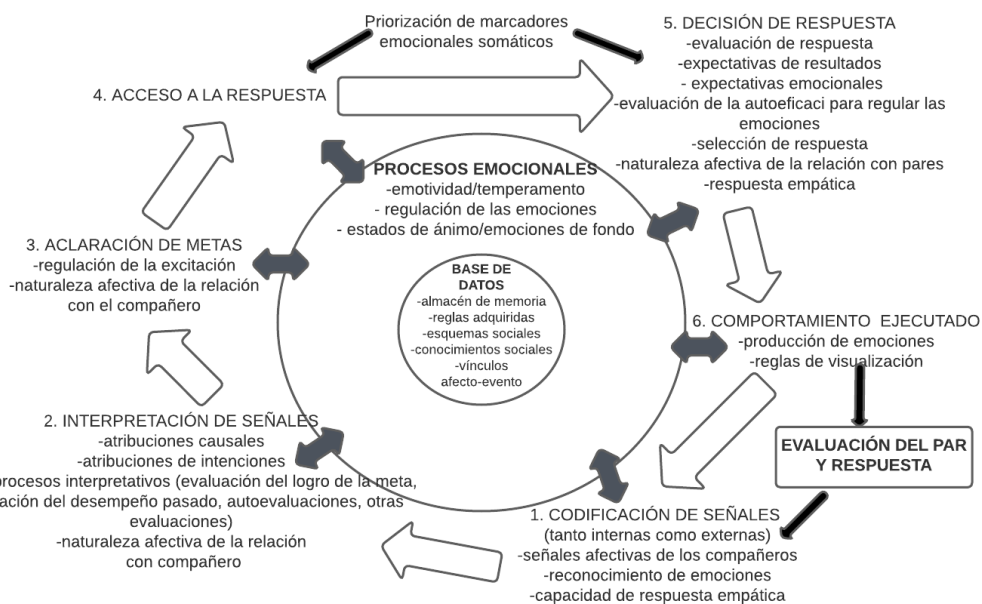 Priorización de marcadores
emocionales somáticos
5. DECISIÓN DE RESPUESTA
-evaluación de respuesta
-expectativas de resultados
- expectativas emocionales
-evaluación de la autoeficaci para regular las
emociones
-selección de respuesta
-naturaleza afectiva de la relación con pares
-respuesta empática
4. ACCESO A LA RESPUESTA
PROCESOS EMOCIONALES
-emotividad/temperamento
- regulación de las emociones
- estados de ánimo/emociones de fondo
3. ACLARACIÓN DE METAS
-regulación de la excitación
-naturaleza afectiva de la relación
con el compañero
BASE DE
DATOS
-almacén de memoria
-reglas adquiridas
-esquemas sociales
-conocimientos sociales
-vínculos
afecto-evento
6. COMPORTAMIENTO EJECUTADO
-producción de emociones
-reglas de visualización
2. INTERPRETACIÓN DE SEÑALES
-atribuciones causales
-atribuciones de intenciones
procesos interpretativos (evaluación del logro de la meta,
ación del desempeño pasado, autoevaluaciones, otras
evaluaciones)
-naturaleza afectiva de la relación
con compañero
EVALUACIÓN DEL PAR
Y RESPUESTA
1. CODIFICACIÓN DE SEÑALES
(tanto internas como externas)
-señales afectivas de los compañeros
-reconocimiento de emociones
-capacidad de respuesta empática